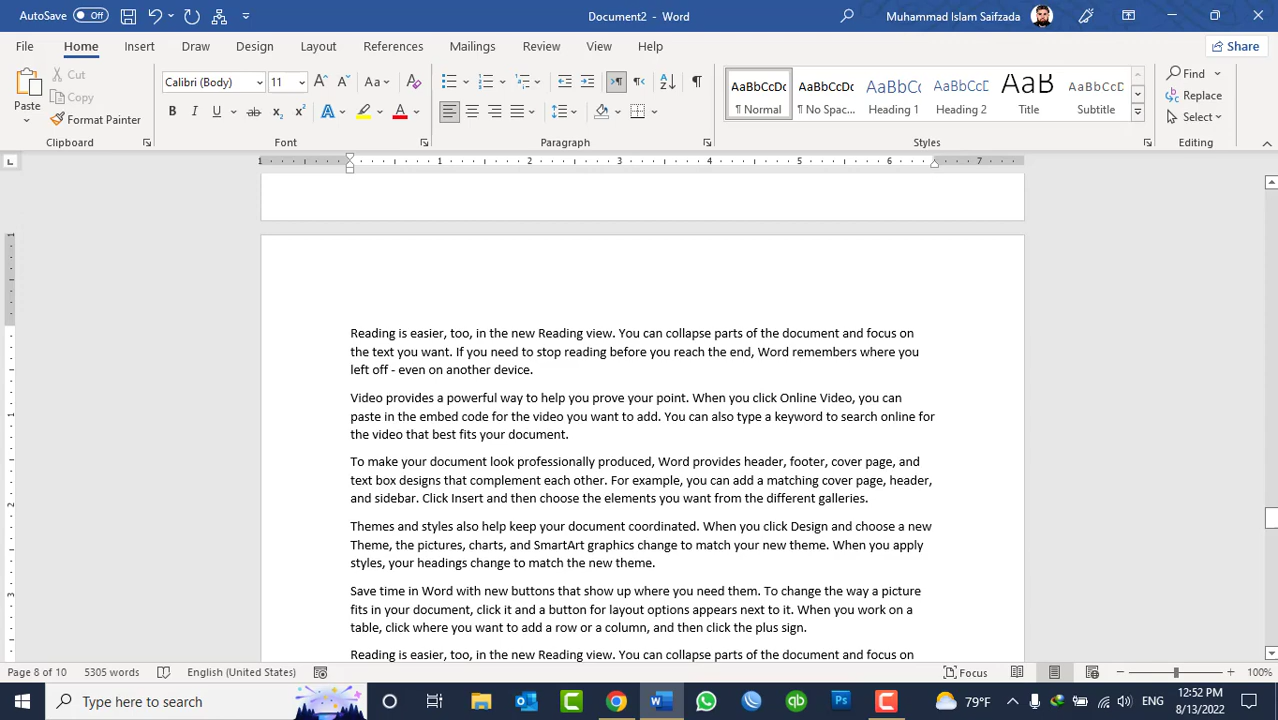 AutoSave Off Document2 - Word Muhammad Islam Saifzada
File Home Insert Draw Design Layout References Mailings Review View Help Share
Paste Cut Copy Format Painter
Calibri (Body) 11
AaBbCcDc AaBbCcDc AaBbCc AaBbCcD AaB AaBbCcD
¶ Normal ¶ No Spac... Heading 1 Heading 2 Title Subtitle
Find Replace Select
Clipboard Font Paragraph Styles Editing
1 1 2 3 4 5 6 7
Reading is easier, too, in the new Reading view. You can collapse parts of the document and focus on
the text you want. If you need to stop reading before you reach the end, Word remembers where you
left off - even on another device.
Video provides a powerful way to help you prove your point. When you click Online Video, you can
paste in the embed code for the video you want to add. You can also type a keyword to search online for
the video that best fits your document.
To make your document look professionally produced, Word provides header, footer, cover page, and
text box designs that complement each other. For example, you can add a matching cover page, header,
and sidebar. Click Insert and then choose the elements you want from the different galleries.
Themes and styles also help keep your document coordinated. When you click Design and choose a new
Theme, the pictures, charts, and SmartArt graphics change to match your new theme. When you apply
styles, your headings change to match the new theme.
Save time in Word with new buttons that show up where you need them. To change the way a picture
fits in your document, click it and a button for layout options appears next to it. When you work on a
table, click where you want to add a row or a column, and then click the plus sign.
Reading is easier, too, in the new Reading view. You can collapse parts of the document and focus on
Page 8 of 10 5305 words English (United States) Focus 100%
Type here to search 79°F ENG 12:52 PM
8/13/2022